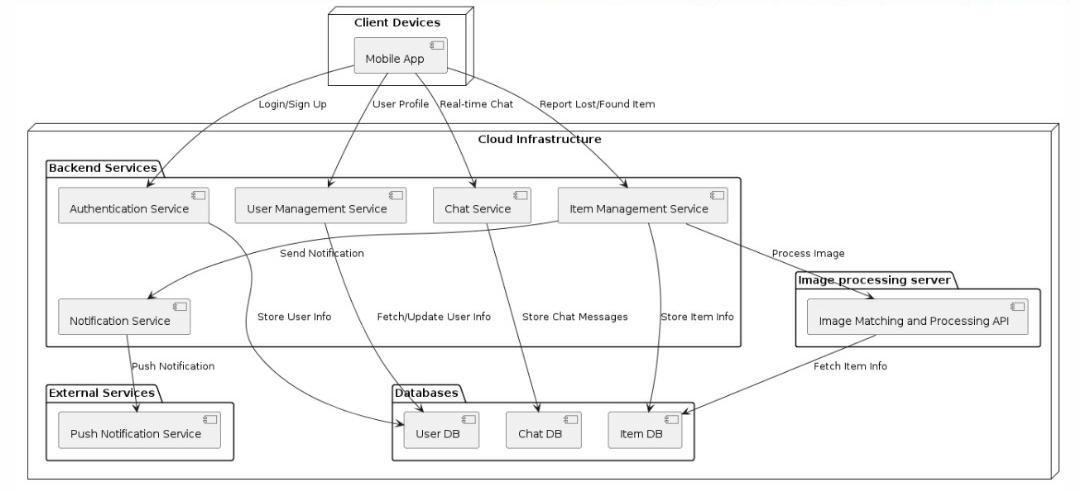 Client Devices
Mobile App
Login/Sign Up
User Profile
Real-time Chat
Report Lost/Found Item
Cloud Infrastructure
Backend Services
Authentication Service
User Management Service
Chat Service
Item Management Service
Send Notification
Process Image
Image processing server
Notification Service
Store User Info
Fetch/Update User Info
Store Chat Messages
Store Item Info
Image Matching and Processing API
Push Notification
Fetch Item Info
External Services
Databases
Push Notification Service
User DB
Chat DB
Item DB